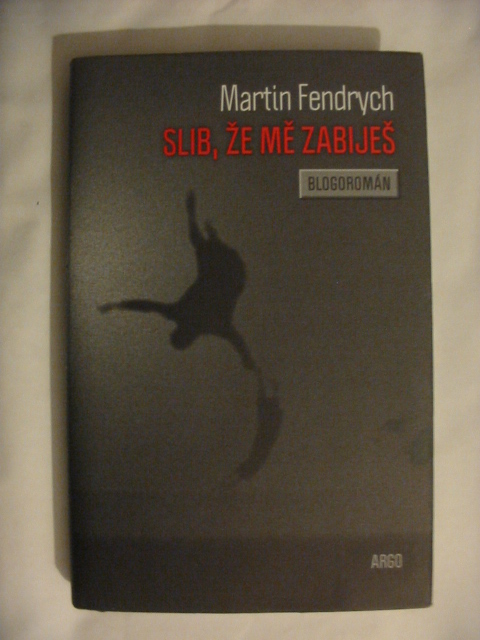 Martin Fendrych
SLIB, ŽE MĚ ZABIJEŠ
BLOGOROMÁN
ARGO